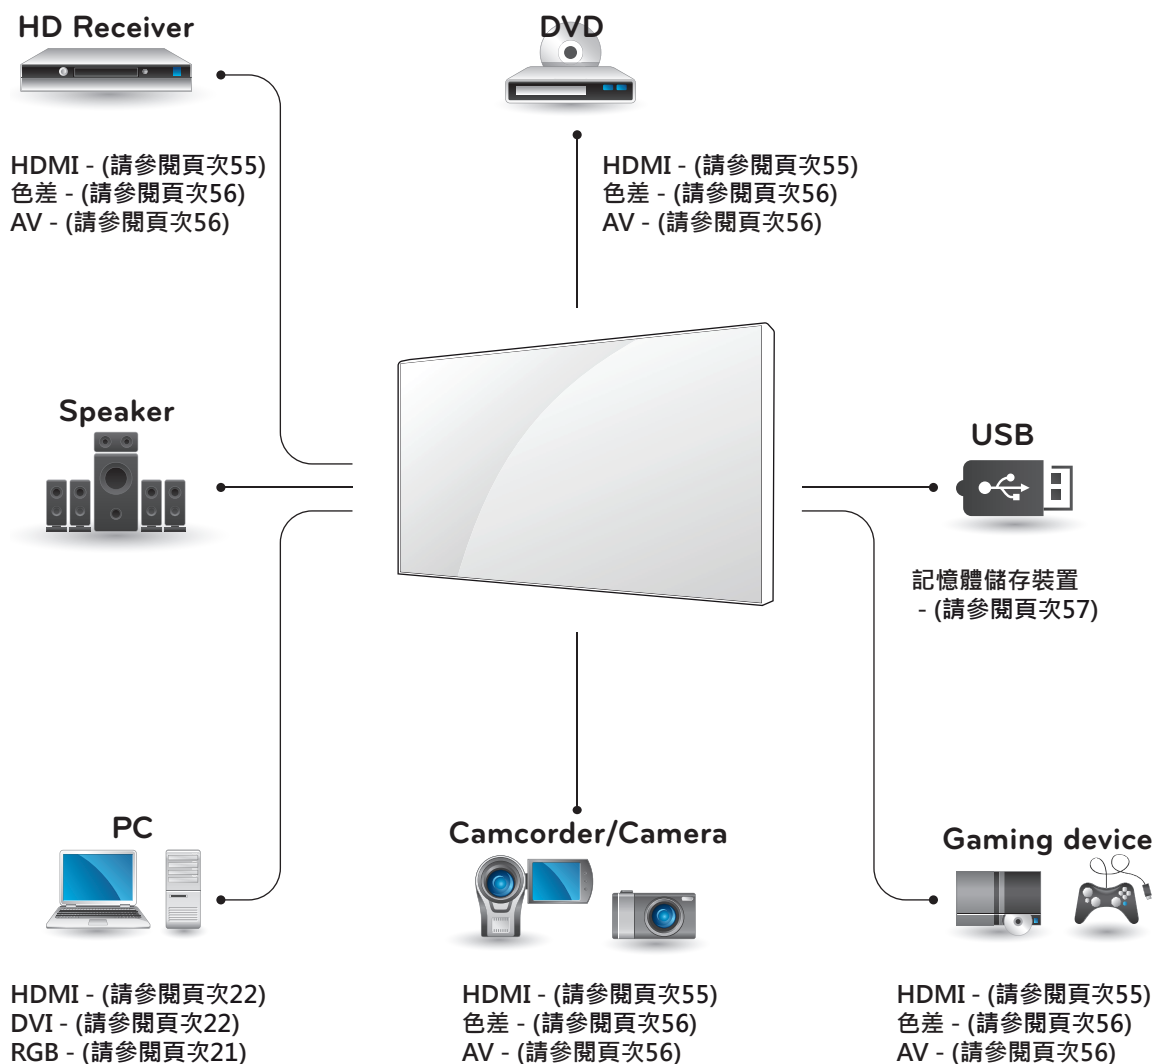 HD Receiver
HDMI - (請參閱頁次55)
色差 - (請參閱頁次56)
AV - (請參閱頁次56)
DVD
HDMI - (請參閱頁次55)
色差 - (請參閱頁次56)
AV - (請參閱頁次56)
Speaker
USB
記憶體儲存裝置
- (請參閱頁次57)
PC
HDMI - (請參閱頁次22)
DVI - (請參閱頁次22)
RGB - (請參閱頁次21)
Camcorder/Camera
HDMI - (請參閱頁次55)
色差 - (請參閱頁次56)
AV - (請參閱頁次56)
Gaming device
HDMI - (請參閱頁次55)
色差 - (請參閱頁次56)
AV - (請參閱頁次56)